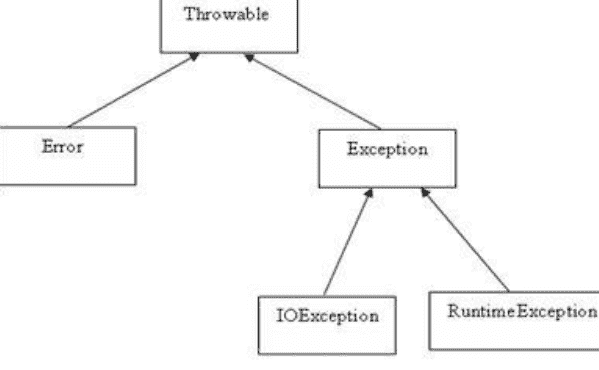 Throwable
Error
Exception
IOException
RuntimeException